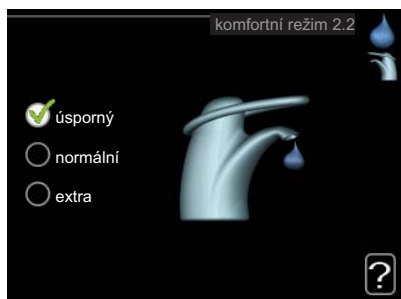 komfortní režim 2.2
úsporný
normální
extra
?